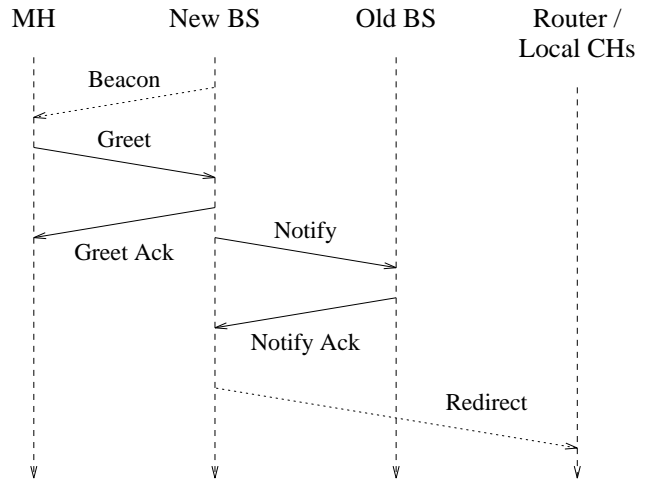 MH
New BS
Old BS
Router /
Local CHs
Beacon
Greet
Greet Ack
Notify
Notify Ack
Redirect